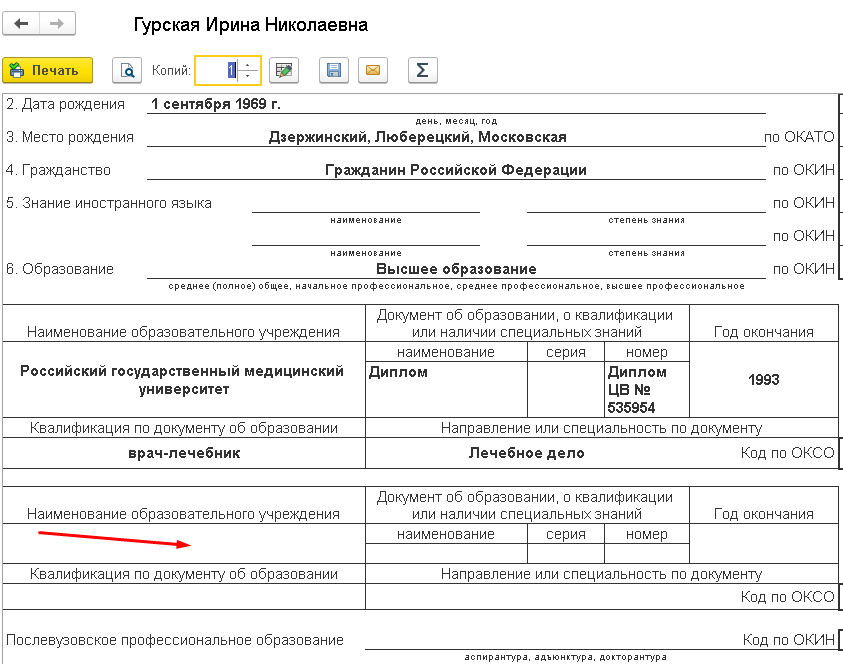 Гурская Ирина Николаевна
Печать Копий: 1 Σ
2. Дата рождения 1 сентября 1969 г.
день, месяц, год
3. Место рождения Дзержинский, Люберецкий, Московская по ОКАТО
4. Гражданство Гражданин Российской Федерации по ОКИН
5. Знание иностранного языка по ОКИН
наименование степень знания
по ОКИН
наименование степень знания
6. Образование Высшее образование по ОКИН
среднее (полное) общее, начальное профессиональное, среднее профессиональное, высшее профессиональное
Наименование образовательного учреждения
Документ об образовании, о квалификации
или наличии специальных знаний
Год окончания
наименование серия номер
Российский государственный медицинский
университет
Диплом
Диплом
ЦВ №
535954
1993
Квалификация по документу об образовании Направление или специальность по документу
врач-лечебник Лечебное дело Код по ОКСО
Наименование образовательного учреждения
Документ об образовании, о квалификации
или наличии специальных знаний
Год окончания
наименование серия номер
Квалификация по документу об образовании Направление или специальность по документу
Код по ОКСО
Послевузовское профессиональное образование Код по ОКИН
аспирантура, адъюнктура, докторантура